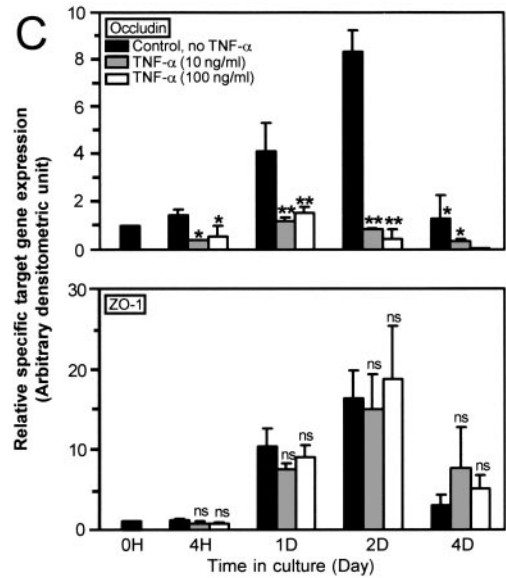 C
Occludin
Control, no TNF-α
TNF-α (10 ng/ml)
TNF-α (100 ng/ml)
10
8
6
4
2
0
*
*
**
**
**
**
*
*
Relative specific target gene expression
(Arbitrary densitometric unit)
ZO-1
30
20
10
0
ns
ns
ns
ns
ns
ns
ns
ns
0H
4H
1D
2D
4D
Time in culture (Day)